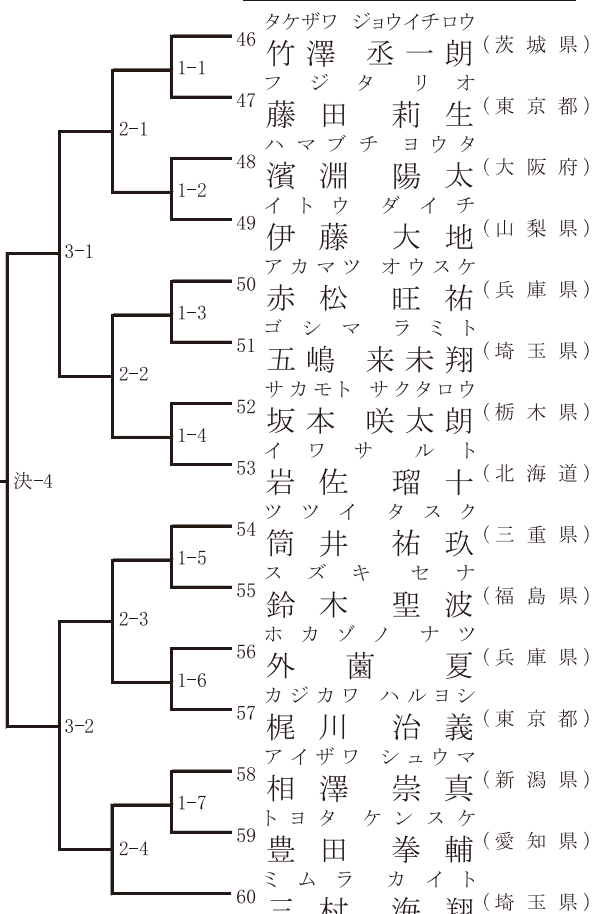 タケザワ ジョウイチロウ
46 竹澤 丞一朗 (茨城県)
1-1
フジタ リオ
47 藤田 莉生 (東京都)
2-1
ハマブチ ヨウタ
48 濱淵 陽太 (大阪府)
1-2
イトウ ダイチ
49 伊藤 大地 (山梨県)
3-1
アカマツ オウスケ
50 赤松 旺祐 (兵庫県)
1-3
ゴシマ ラミト
51 五嶋 来未翔 (埼玉県)
2-2
サカモト サクタロウ
52 坂本 咲太朗 (栃木県)
1-4
イワサ ルト
53 岩佐 瑠十 (北海道)
決-4
ツツイ タスク
54 筒井 祐玖 (三重県)
1-5
スズキ セナ
55 鈴木 聖波 (福島県)
2-3
ホカゾノ ナツ
56 外薗 夏 (兵庫県)
1-6
カジカワ ハルヨシ
57 梶川 治義 (東京都)
3-2
アイザワ シュウマ
58 相澤 崇真 (新潟県)
1-7
トヨタ ケンスケ
59 豊田 拳輔 (愛知県)
2-4
ミムラ カイト
60 三村 海翔 (埼玉県)